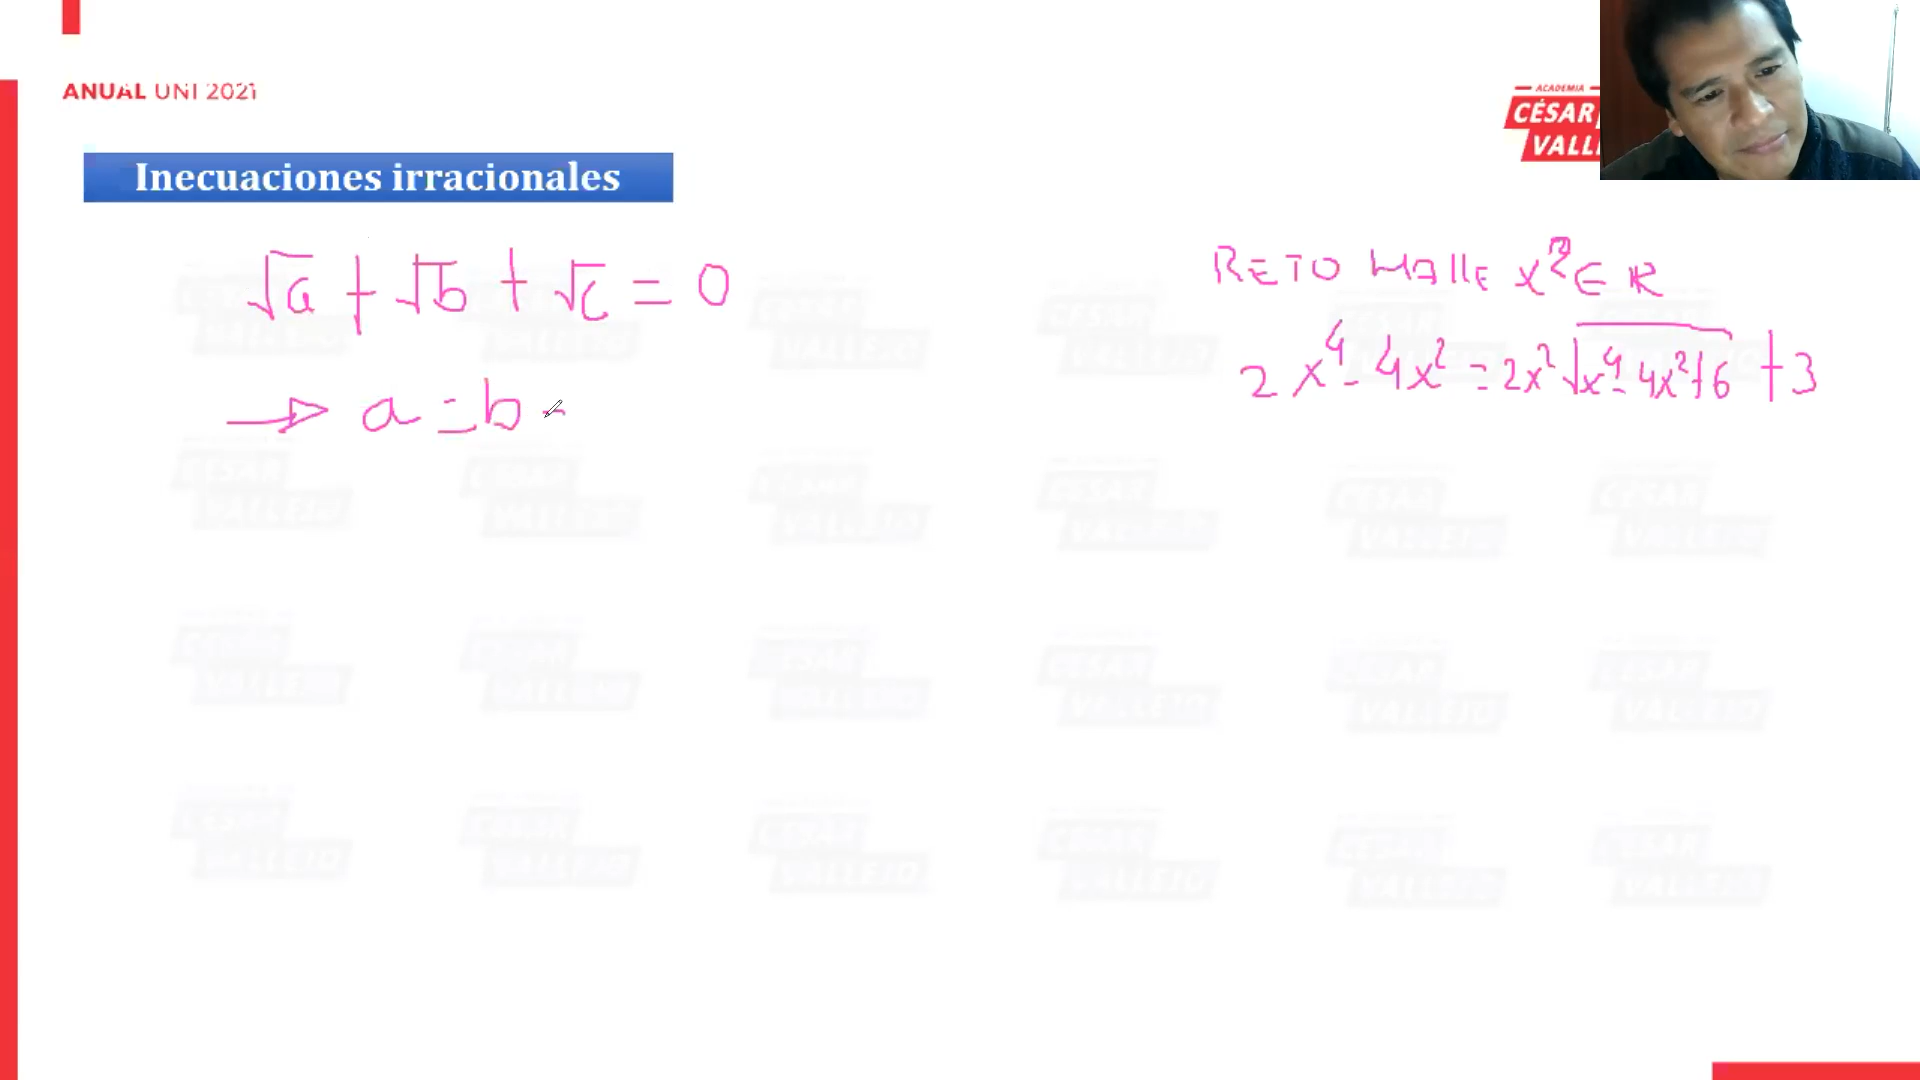 ANUAL UNI 2021
ACADEMIA
CÉSAR
VALL
Inecuaciones irracionales
√a + √b + √c = 0
→ a = b -
RETO HAllE x² ∈ R
2x⁴ - 4x² = 2x² √(x⁴ - 4x² + 6) + 3